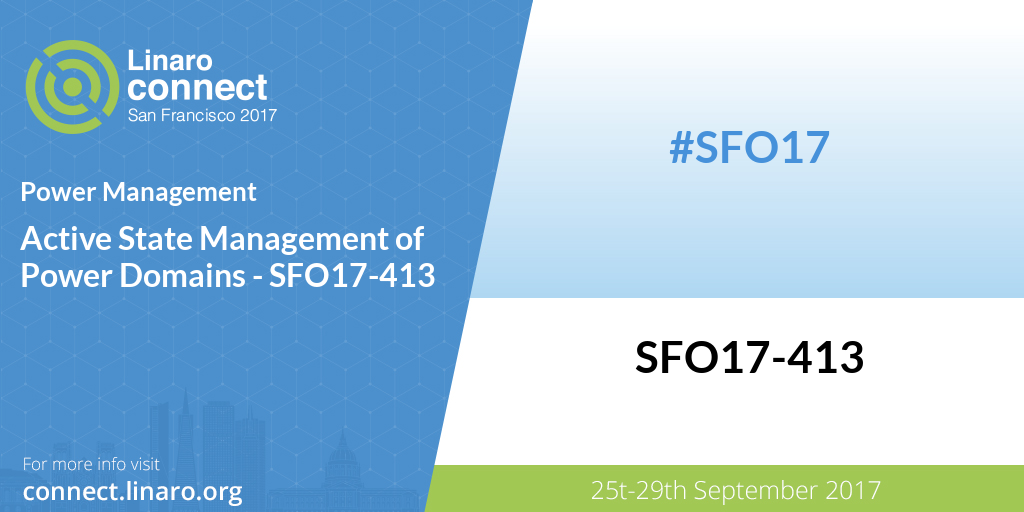 Linaro
connect
San Francisco 2017
Power Management
Active State Management of
Power Domains - SFO17-413
For more info visit
connect.linaro.org
#SFO17
SFO17-413
25t-29th September 2017